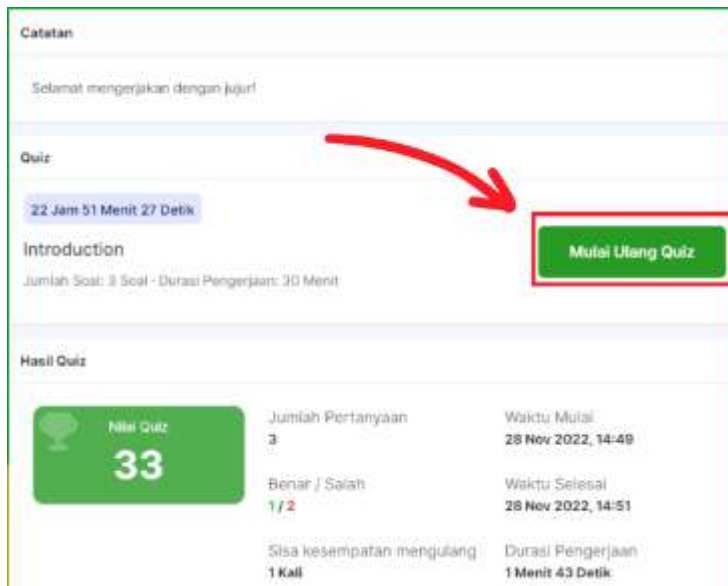 Catatan
Selamat mengerjakan dengan jujur!
Quiz
22 Jam 51 Menit 27 Detik
Introduction
Mulai Ulang Quiz
Jumlah Soal: 3 Soal - Durasi Pengerjaan: 30 Menit
Hasil Quiz
Nilai Quiz
33
Jumlah Pertanyaan
3
Waktu Mulai
28 Nov 2022, 14:49
Benar / Salah
1 / 2
Waktu Selesai
28 Nov 2022, 14:51
Sisa kesempatan mengulang
1 Kali
Durasi Pengerjaan
1 Menit 43 Detik